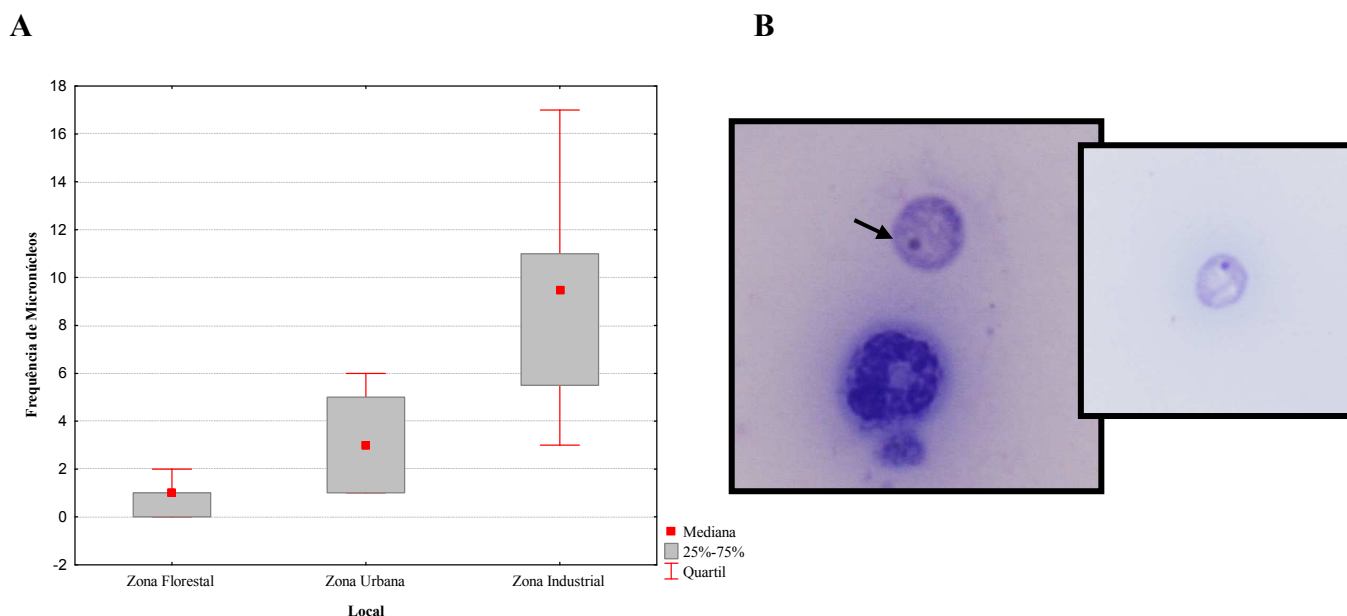 A
B
Frequência de Micronúcleos
18
16
14
12
10
8
6
4
2
0
-2
Zona Florestal Zona Urbana Zona Industrial
Local
Mediana
25%-75%
Quartil